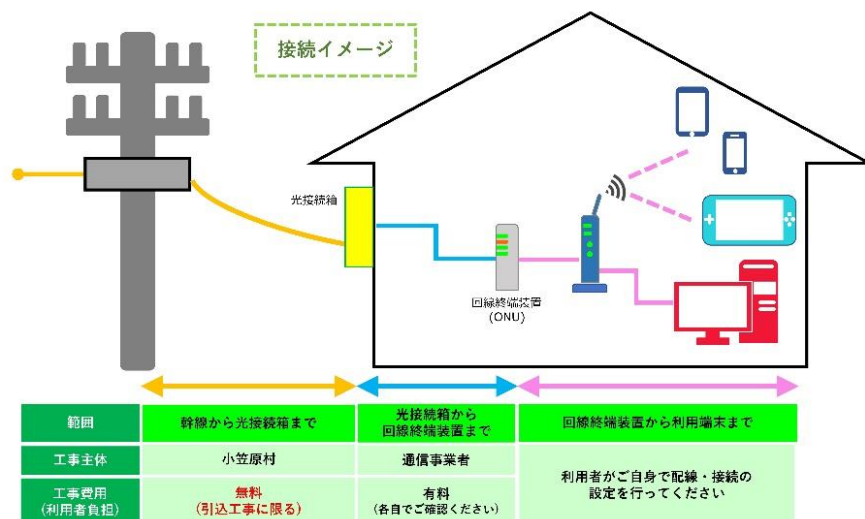 接続イメージ
光接続箱
回線終端装置
(ONU)
範囲
幹線から光接続箱まで
光接続箱から
回線終端装置まで
回線終端装置から利用端末まで
工事主体
小笠原村
通信事業者
利用者がご自身で配線・接続の
設定を行ってください
工事費用
(利用者負担)
無料
(引込工事に限る)
有料
(各自でご確認ください)